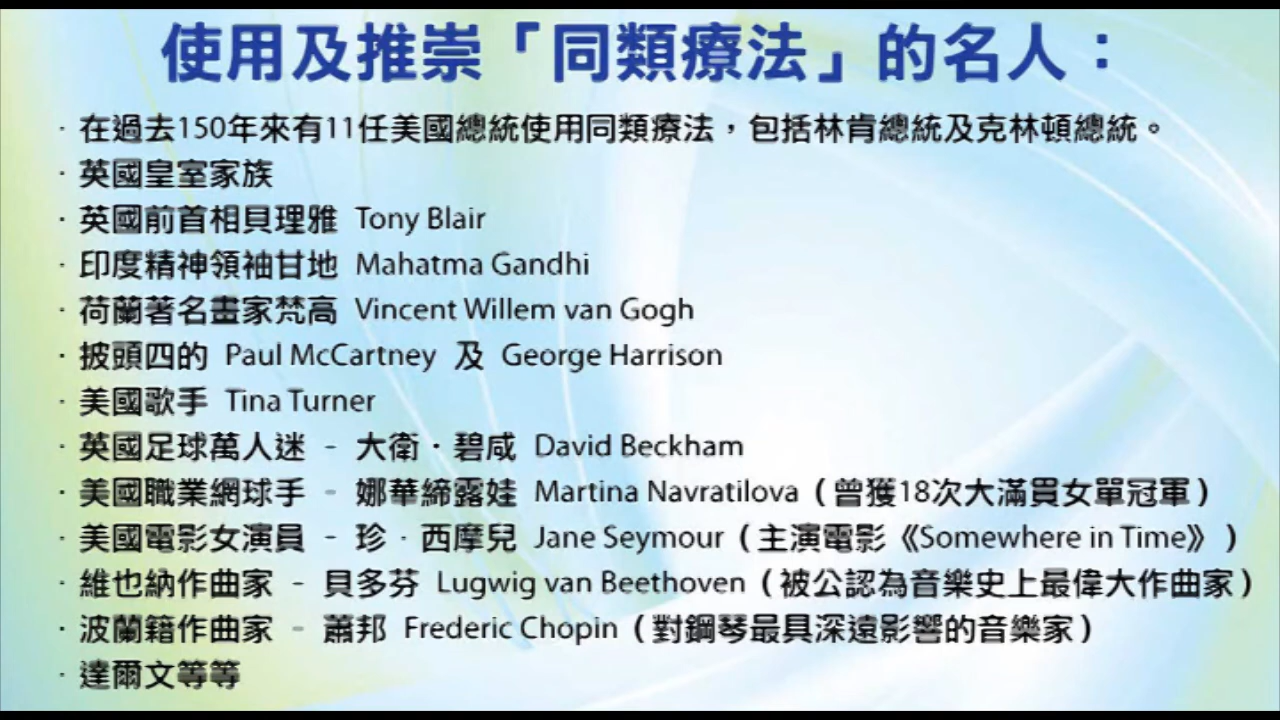 使用及推崇「同類療法」的名人：
· 在過去150年來有11任美國總統使用同類療法，包括林肯總統及克林頓總統。
· 英國皇室家族
· 英國前首相貝理雅 Tony Blair
· 印度精神領袖甘地 Mahatma Gandhi
· 荷蘭著名畫家梵高 Vincent Willem van Gogh
· 披頭四的 Paul McCartney 及 George Harrison
· 美國歌手 Tina Turner
· 英國足球萬人迷 - 大衛·碧咸 David Beckham
· 美國職業網球手 - 娜華締露娃 Martina Navratilova（曾獲18次大滿貫女單冠軍）
· 美國電影女演員 - 珍·西摩兒 Jane Seymour（主演電影《Somewhere in Time》）
· 維也納作曲家 - 貝多芬 Lugwig van Beethoven（被公認為音樂史上最偉大作曲家）
· 波蘭籍作曲家 - 蕭邦 Frederic Chopin（對鋼琴最具深遠影響的音樂家）
· 達爾文等等